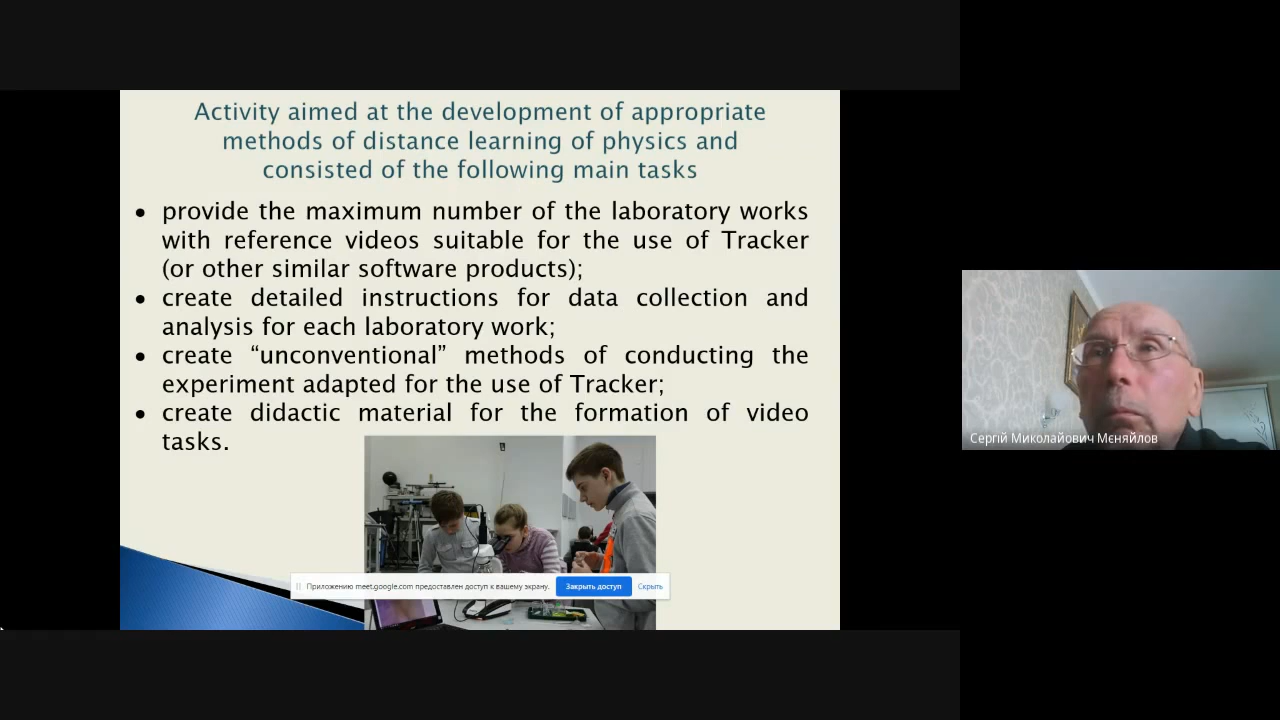 Activity aimed at the development of appropriate
methods of distance learning of physics and
consisted of the following main tasks
• provide the maximum number of the laboratory works
with reference videos suitable for the use of Tracker
(or other similar software products);
• create detailed instructions for data collection and
analysis for each laboratory work;
• create “unconventional” methods of conducting the
experiment adapted for the use of Tracker;
• create didactic material for the formation of video
tasks.
Приложению meet.google.com предоставлен доступ к вашему экрану.
Закрыть доступ
Скрыть
Сергій Миколайович Мєняйлов